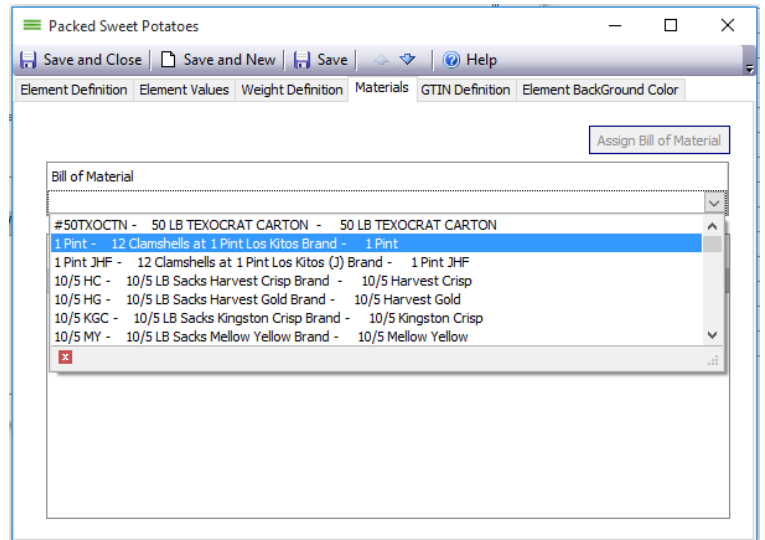 Packed Sweet Potatoes
Save and Close Save and New Save Help
Element Definition Element Values Weight Definition Materials GTIN Definition Element BackGround Color
Assign Bill of Material
Bill of Material
#50TXOCTN - 50 LB TEXOCRAT CARTON - 50 LB TEXOCRAT CARTON
1 Pint - 12 Clamshells at 1 Pint Los Kitos Brand - 1 Pint
1 Pint JHF - 12 Clamshells at 1 Pint Los Kitos (J) Brand - 1 Pint JHF
10/5 HC - 10/5 LB Sacks Harvest Crisp Brand - 10/5 Harvest Crisp
10/5 HG - 10/5 LB Sacks Harvest Gold Brand - 10/5 Harvest Gold
10/5 KGC - 10/5 LB Sacks Kingston Crisp Brand - 10/5 Kingston Crisp
10/5 MY - 10/5 LB Sacks Mellow Yellow Brand - 10/5 Mellow Yellow